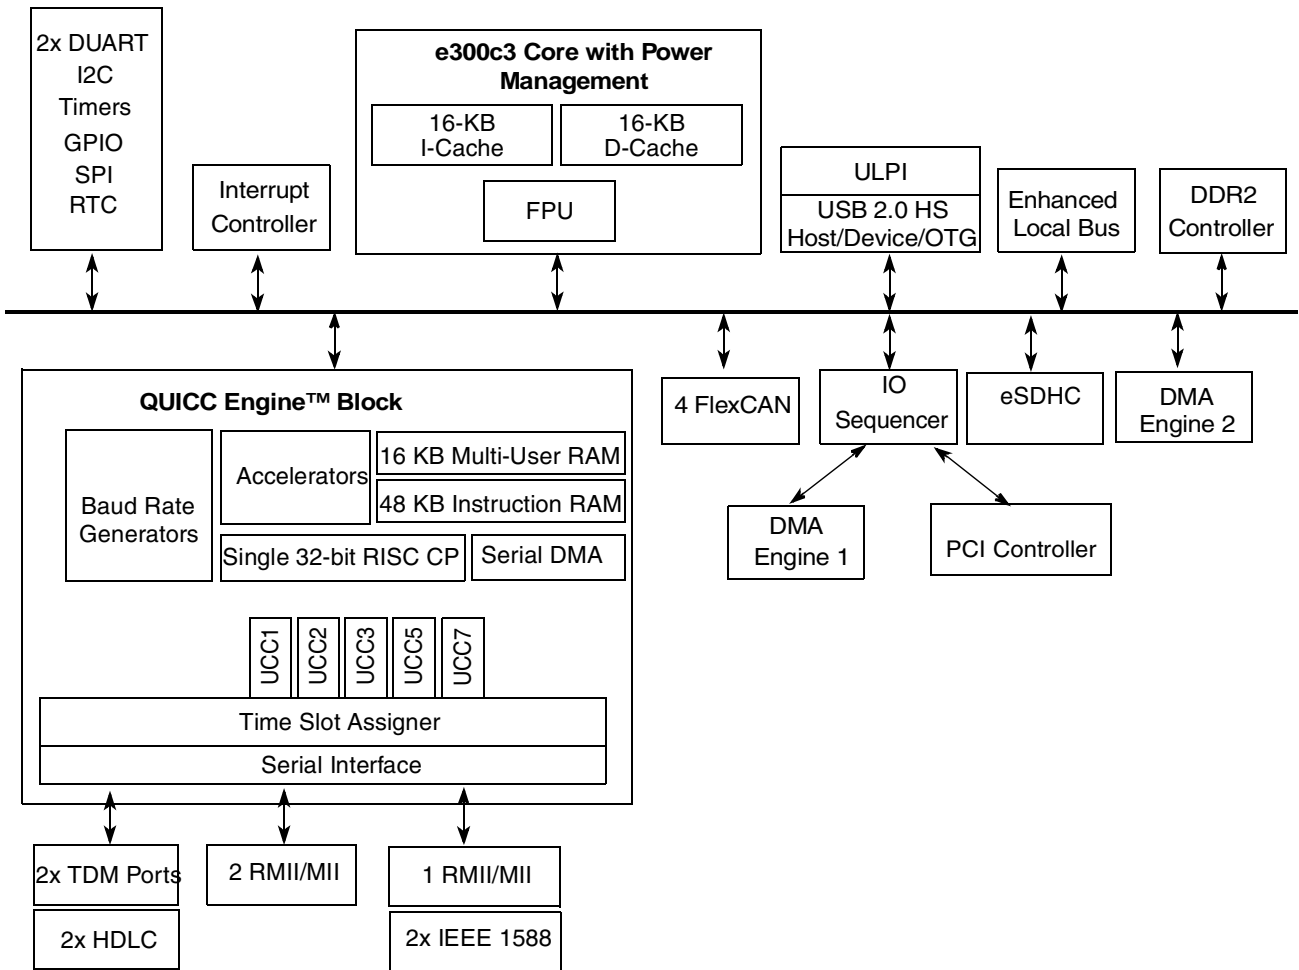 2x DUART
I2C
Timers
GPIO
SPI
RTC
Interrupt
Controller
e300c3 Core with Power
Management
16-KB
I-Cache
16-KB
D-Cache
FPU
ULPI
USB 2.0 HS
Host/Device/OTG
Enhanced
Local Bus
DDR2
Controller
QUICC Engine™ Block
Baud Rate
Generators
Accelerators
16 KB Multi-User RAM
48 KB Instruction RAM
Single 32-bit RISC CP
Serial DMA
UCC1
UCC2
UCC3
UCC5
UCC7
Time Slot Assigner
Serial Interface
4 FlexCAN
IO
Sequencer
eSDHC
DMA
Engine 2
DMA
Engine 1
PCI Controller
2x TDM Ports
2 RMII/MII
1 RMII/MII
2x HDLC
2x IEEE 1588